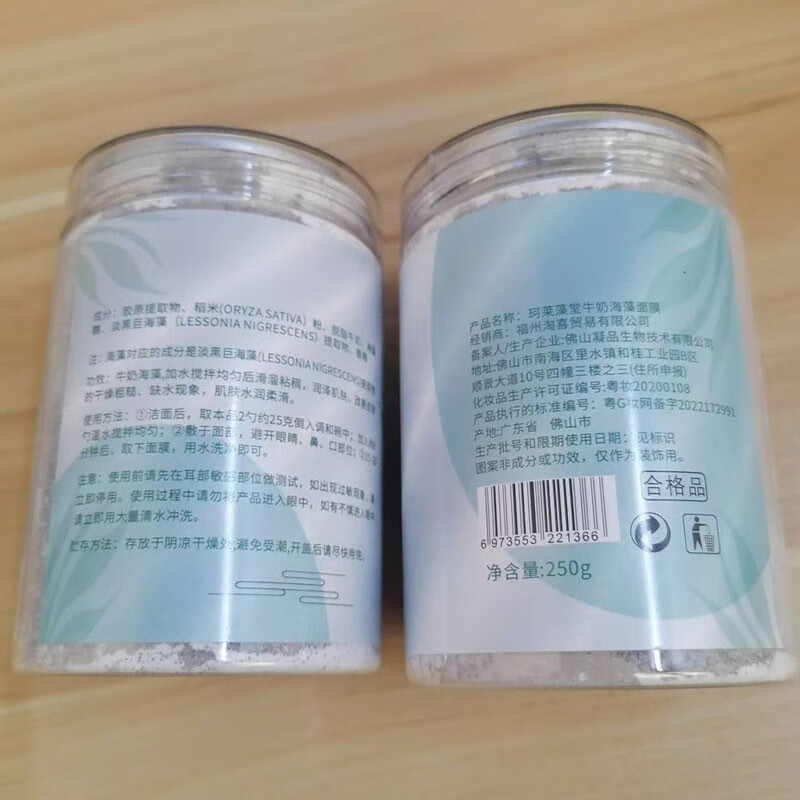 成分：胶原提取物、稻米(ORYZA SATIVA）粉、脱脂牛奶、
糖、淡黑巨海藻（LESSONIA NIGRESCENS）提取物、
注：海藻对应的成分是淡黑巨海藻(LESSONIA NIGRESCENS)
功效：牛奶海藻,加水搅拌均匀后滑溜粘稠，润泽肌肤、改善
的干燥粗糙、缺水现象，肌肤水润柔滑。
使用方法：①洁面后，取本品2勺约25克倒入调和碗中；加入
勺温水搅拌均匀；②敷于面部，避开眼睛、鼻、口部位；
分钟后，取下面膜，用水洗冲即可。
注意：使用前请先在耳部敏感部位做测试，如出现过敏现象，
立即停用。使用过程中请勿将产品进入眼中，如有不慎进入眼中
请立即用大量清水冲洗。
贮存方法：存放于阴凉干燥处,避免受潮,开盖后请尽快用完。
产品名称：珂莱藻堂牛奶海藻面膜
经销商：福州淘喜贸易有限公司
备案人/生产企业:佛山凝品生物技术有限公司
地址:佛山市南海区里水镇和桂工业园B区
顺景大道10号四幢三楼之三(住所申报)
化妆品生产许可证编号:粤妆20200108
产品执行的标准编号：粤G妆网备字2022172991
产地:广东省 佛山市
生产批号和限期使用日期：见标识
图案非成分或功效，仅作为装饰用。
合格品
6 973553 221366
净含量:250g